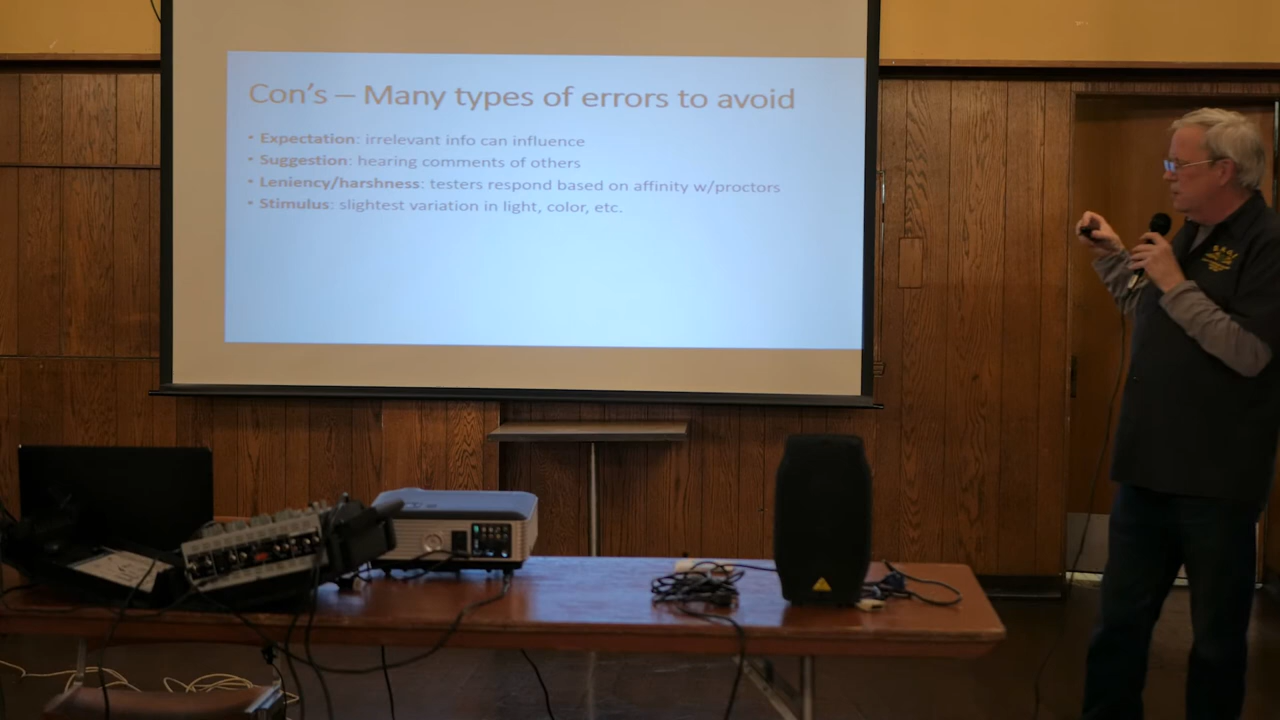 Con's – Many types of errors to avoid
• Expectation: irrelevant info can influence
• Suggestion: hearing comments of others
• Leniency/harshness: testers respond based on affinity w/proctors
• Stimulus: slightest variation in light, color, etc.